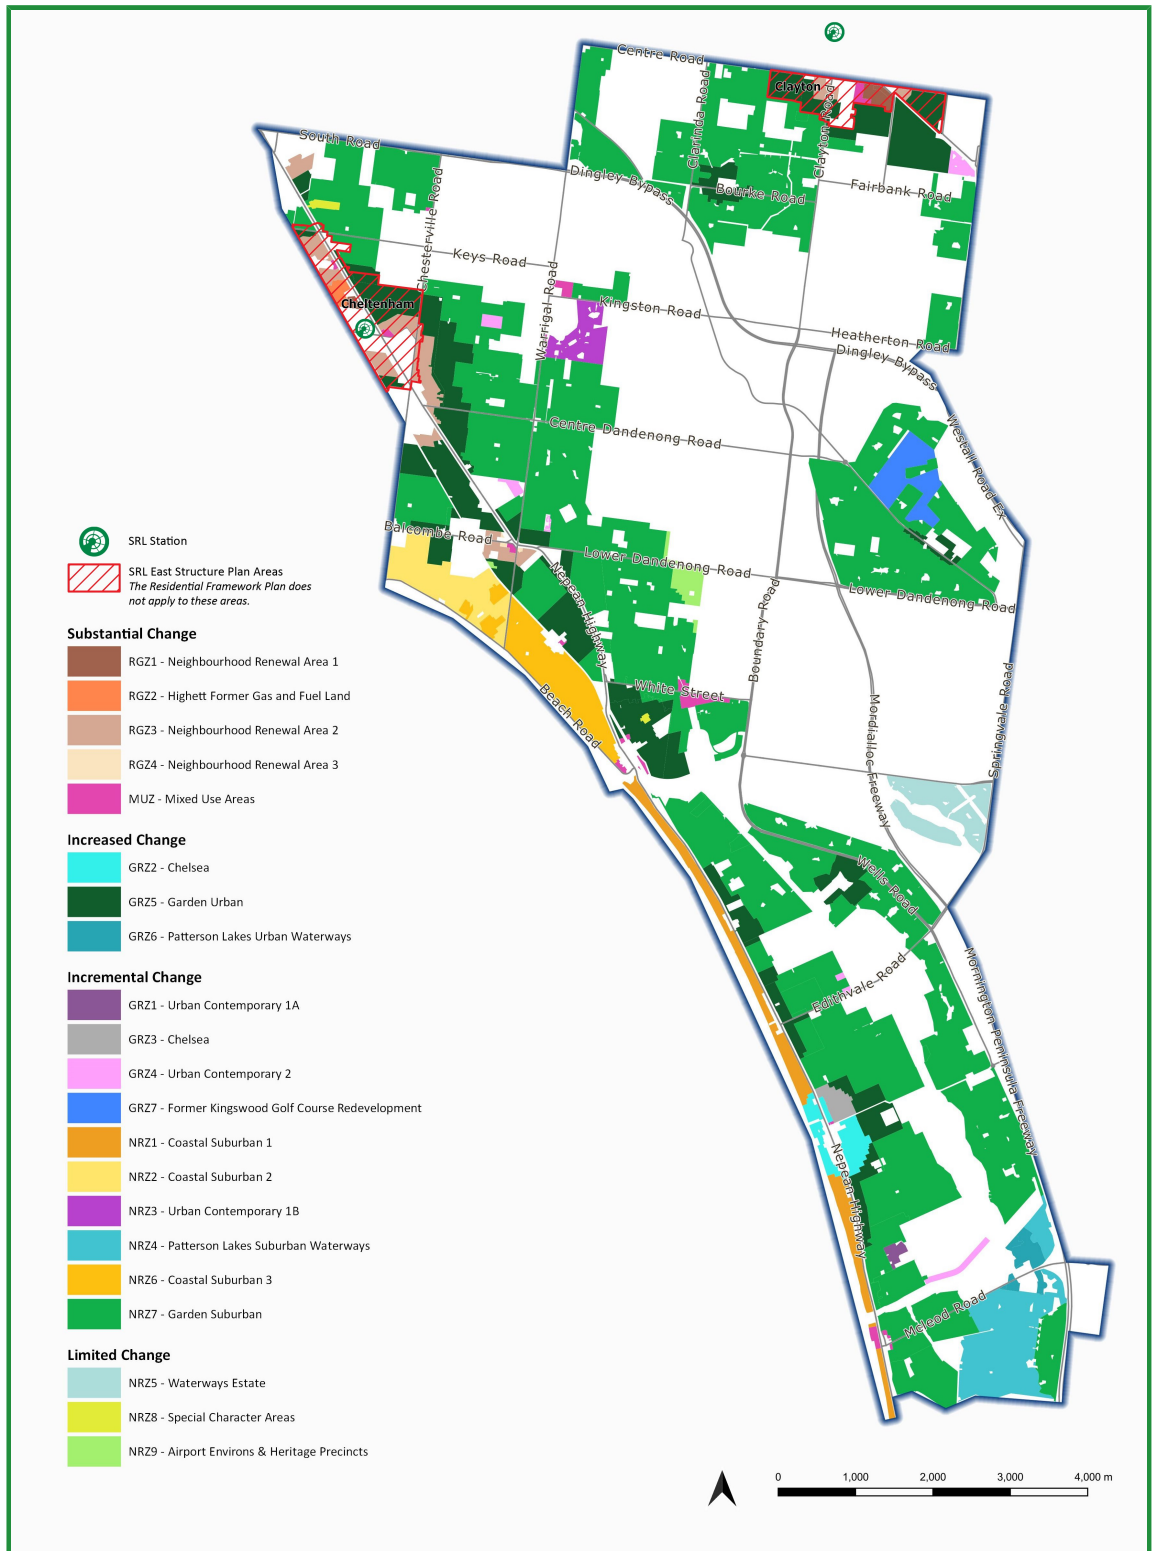 Centre Road
Clarinda Road
Clayton
Clayton Road
South Road
Dingley Bypass
Bourke Road
Fairbank Road
Chesterville Road
Keys Road
Warrigal Road
Kingston Road
Cheltenham
Heatherton Road
Dingley Bypass
Westall Road Ex
Centre Dandenong Road
Balcombe Road
Lower Dandenong Road
Nepean Highway
Lower Dandenong Road
Boundary Road
White Street
Beach Road
Mordialloc Freeway
Springvale Road
Wells Road
Edithvale Road
Mornington Peninsula Freeway
Nepean Highway
Mcleod Road
SRL Station
SRL East Structure Plan Areas
The Residential Framework Plan does
not apply to these areas.
Substantial Change
RGZ1 - Neighbourhood Renewal Area 1
RGZ2 - Highett Former Gas and Fuel Land
RGZ3 - Neighbourhood Renewal Area 2
RGZ4 - Neighbourhood Renewal Area 3
MUZ - Mixed Use Areas
Increased Change
GRZ2 - Chelsea
GRZ5 - Garden Urban
GRZ6 - Patterson Lakes Urban Waterways
Incremental Change
GRZ1 - Urban Contemporary 1A
GRZ3 - Chelsea
GRZ4 - Urban Contemporary 2
GRZ7 - Former Kingswood Golf Course Redevelopment
NRZ1 - Coastal Suburban 1
NRZ2 - Coastal Suburban 2
NRZ3 - Urban Contemporary 1B
NRZ4 - Patterson Lakes Suburban Waterways
NRZ6 - Coastal Suburban 3
NRZ7 - Garden Suburban
Limited Change
NRZ5 - Waterways Estate
NRZ8 - Special Character Areas
NRZ9 - Airport Environs & Heritage Precincts
0 1,000 2,000 3,000 4,000 m